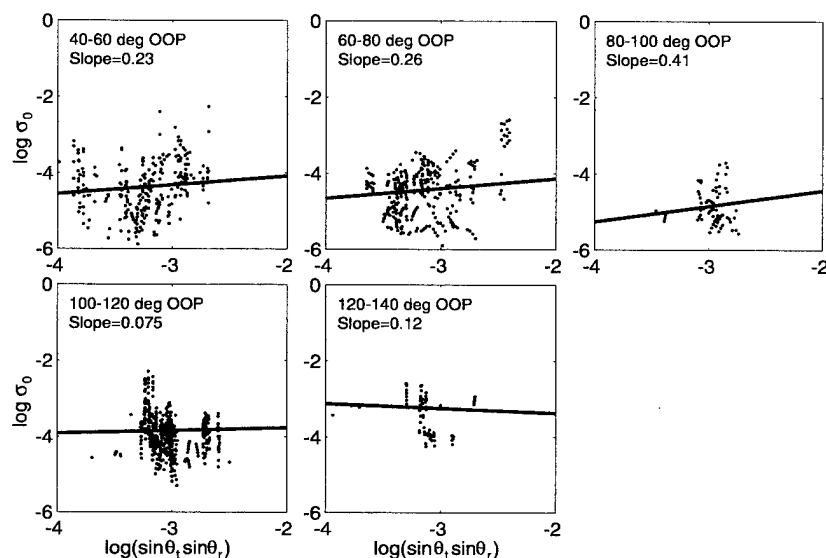 0
-2
-4
-6
log σ0
40-60 deg OOP
Slope=0.23
-4
-3
-2
0
-2
-4
-6
60-80 deg OOP
Slope=0.26
-4
-3
-2
0
-2
-4
-6
80-100 deg OOP
Slope=0.41
-4
-3
-2
0
-2
-4
-6
log σ0
100-120 deg OOP
Slope=0.075
-4
-3
-2
log(sinθt sinθr)
0
-2
-4
-6
120-140 deg OOP
Slope=0.12
-4
-3
-2
log(sinθt sinθr)